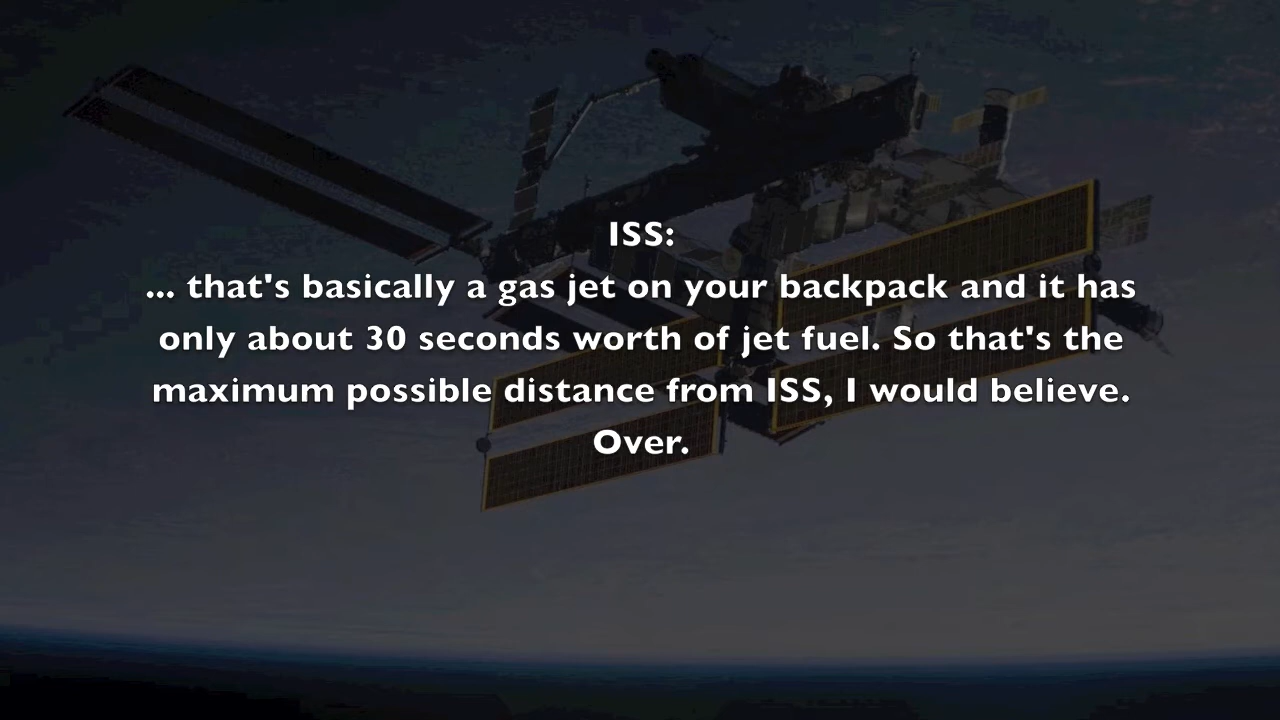 ISS:
... that's basically a gas jet on your backpack and it has
only about 30 seconds worth of jet fuel. So that's the
maximum possible distance from ISS, I would believe.
Over.